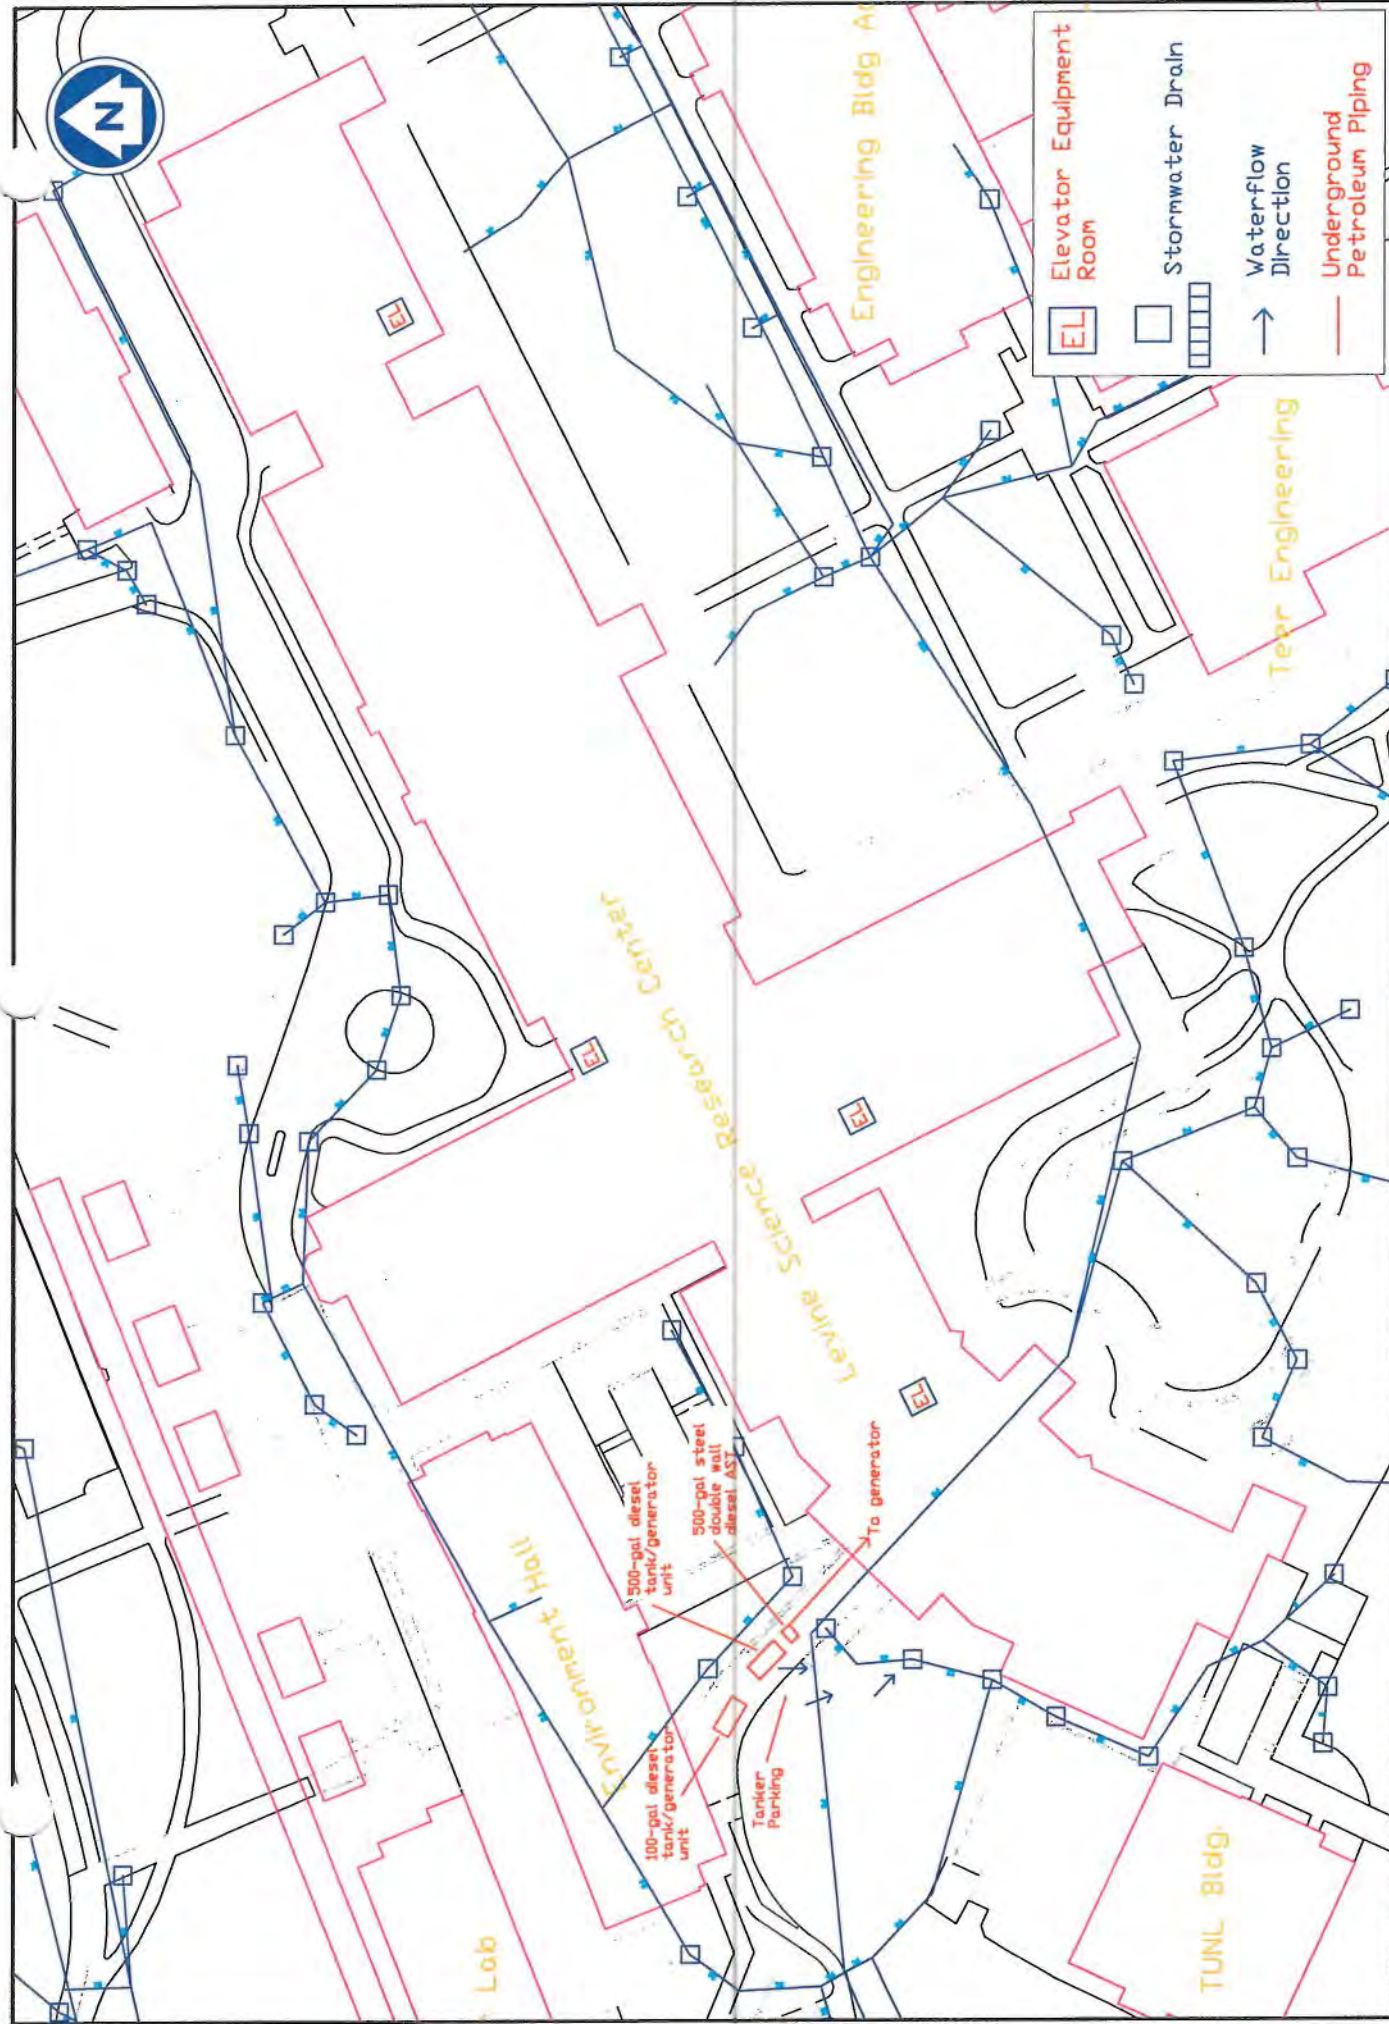 N
Engineering Bldg A
EL
Elevator Equipment
Room
Stormwater Drain
Waterflow
Direction
Underground
Petroleum Piping
EL
Teer Engineering
Levine Science Research Center
EL
EL
EL
Environment Hall
500-gal diesel
tank/generator
unit
500-gal steel
double wall
diesel AST
To generator
100-gal diesel
tank/generator
unit
Tanker
Parking
Lab
TUNL Bldg.